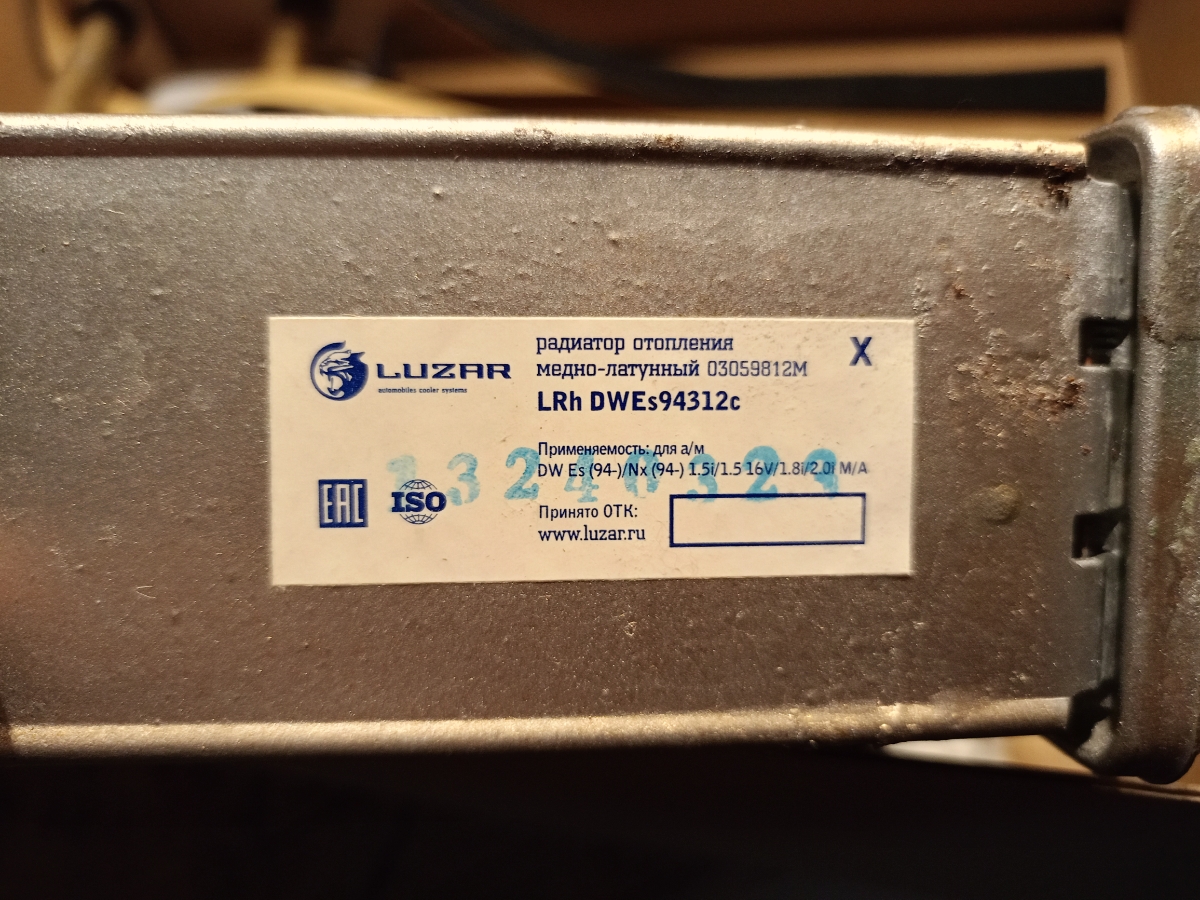 LUZAR
automobiles cooler systems
радиатор отопления
медно-латунный 03059812М
LRh DWEs94312c
X
Применяемость: для а/м
DW Es (94-)/Nx (94-) 1.5i/1.5 16V/1.8i/2.0i М/А
EAC
ISO
Принято ОТК:
www.luzar.ru